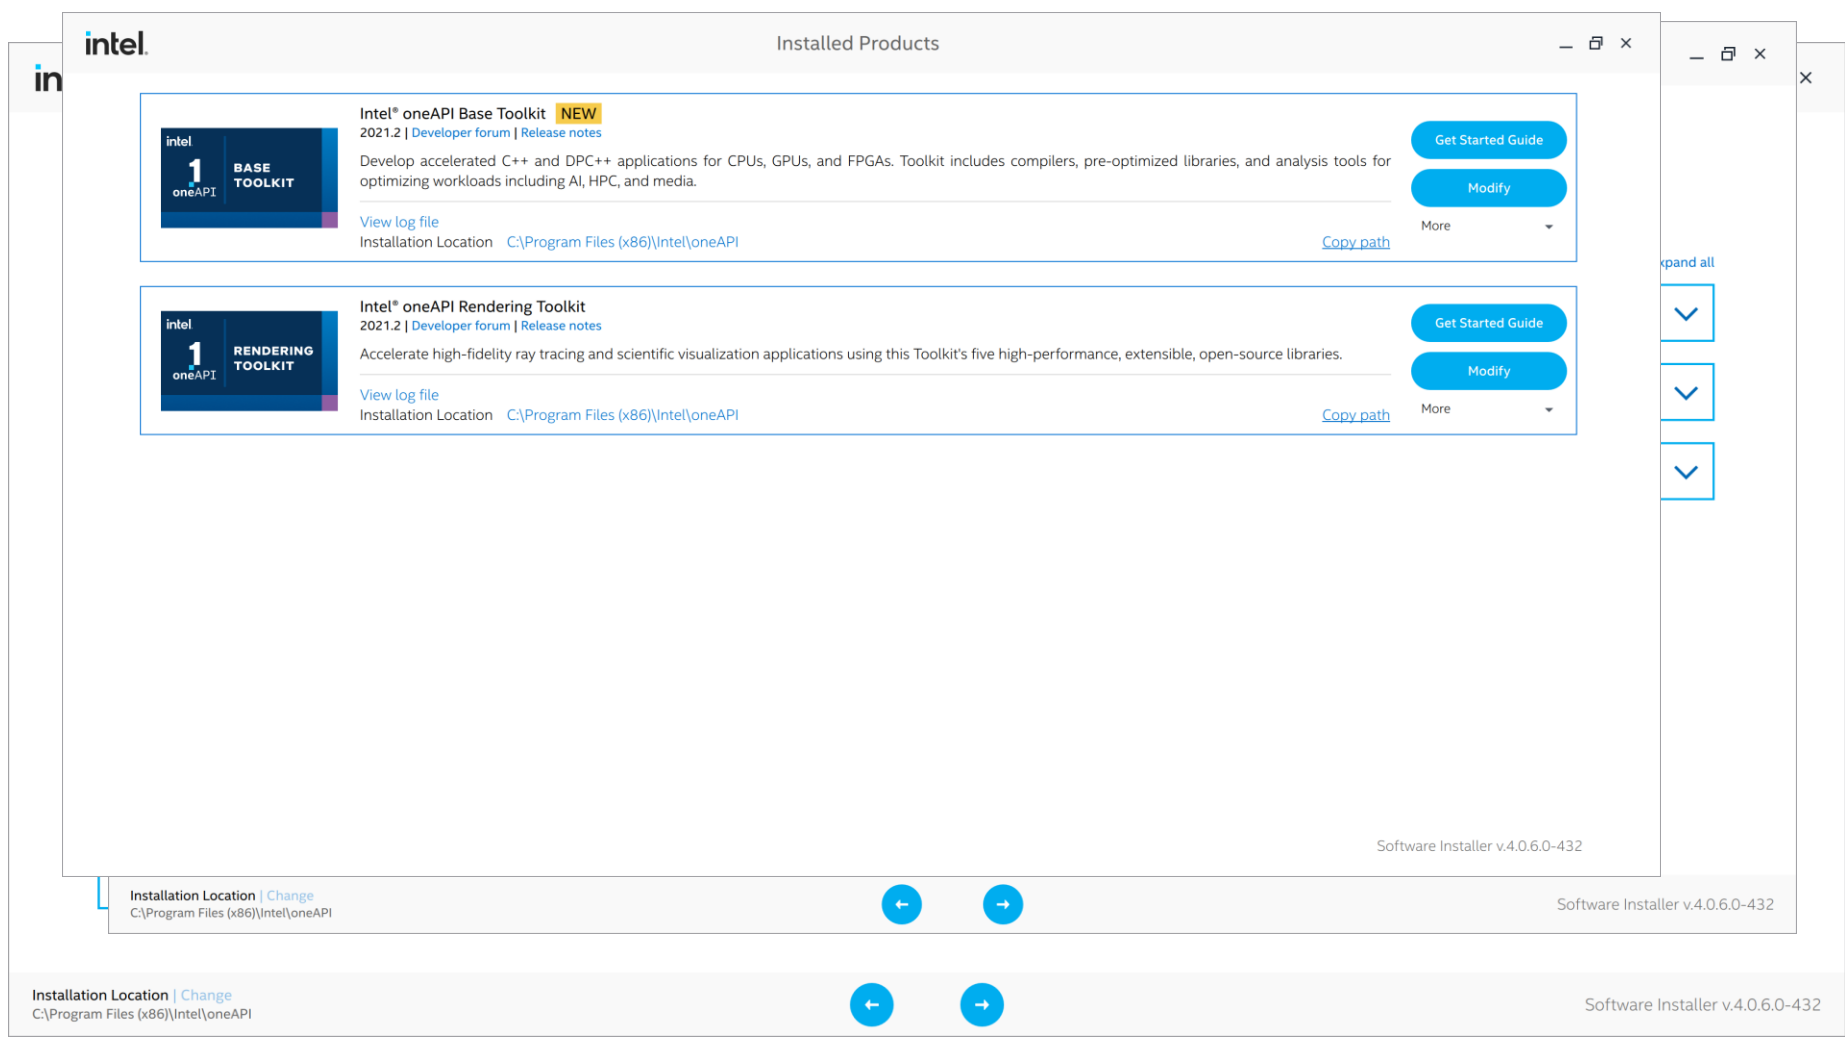 intel.
Installed Products
in
intel
1
oneAPI
BASE
TOOLKIT
Intel® oneAPI Base Toolkit NEW
2021.2 | Developer forum | Release notes
Develop accelerated C++ and DPC++ applications for CPUs, GPUs, and FPGAs. Toolkit includes compilers, pre-optimized libraries, and analysis tools for
optimizing workloads including AI, HPC, and media.
View log file
Installation Location C:\Program Files (x86)\Intel\oneAPI
Copy path
Get Started Guide
Modify
More
intel
1
oneAPI
RENDERING
TOOLKIT
Intel® oneAPI Rendering Toolkit
2021.2 | Developer forum | Release notes
Accelerate high-fidelity ray tracing and scientific visualization applications using this Toolkit's five high-performance, extensible, open-source libraries.
View log file
Installation Location C:\Program Files (x86)\Intel\oneAPI
Copy path
Get Started Guide
Modify
More
xpand all
Software Installer v.4.0.6.0-432
Installation Location | Change
C:\Program Files (x86)\Intel\oneAPI
Software Installer v.4.0.6.0-432
Installation Location | Change
C:\Program Files (x86)\Intel\oneAPI
Software Installer v.4.0.6.0-432